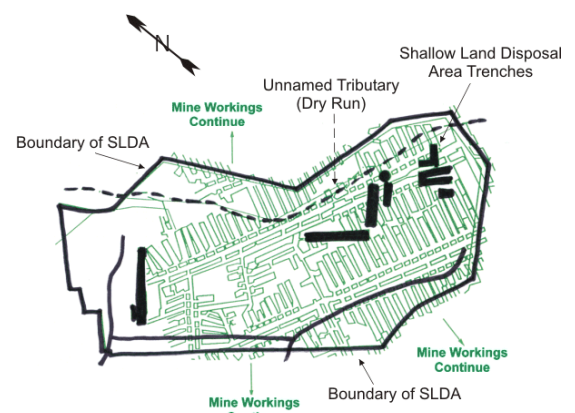 N
Shallow Land Disposal
Area Trenches
Unnamed Tributary
(Dry Run)
Mine Workings
Continue
Boundary of SLDA
Mine Workings
Continue
Boundary of SLDA
Mine Workings